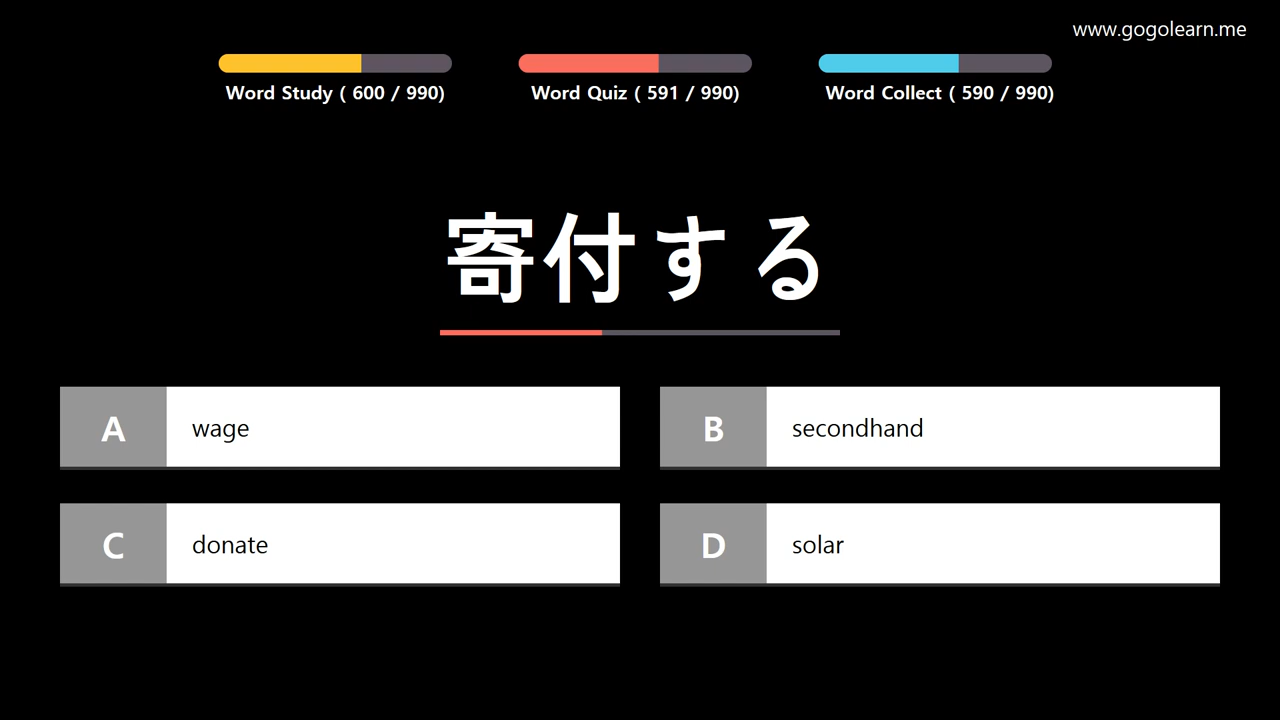 www.gogolearn.me
Word Study ( 600 / 990)
Word Quiz ( 591 / 990)
Word Collect ( 590 / 990)
寄付する
A wage
B secondhand
C donate
D solar